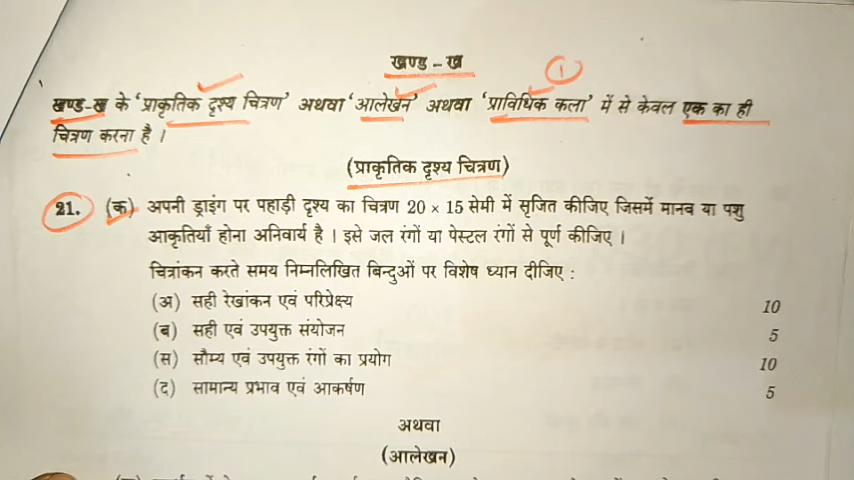 खण्ड – ख
1
खण्ड-ख के 'प्राकृतिक दृश्य चित्रण' अथवा 'आलेखन' अथवा 'प्राविधिक कला' में से केवल एक का ही
चित्रण करना है ।
(प्राकृतिक दृश्य चित्रण)
21. (क) अपनी ड्राइंग पर पहाड़ी दृश्य का चित्रण 20 × 15 सेमी में सृजित कीजिए जिसमें मानव या पशु
आकृतियाँ होना अनिवार्य है । इसे जल रंगों या पेस्टल रंगों से पूर्ण कीजिए ।
चित्रांकन करते समय निम्नलिखित बिन्दुओं पर विशेष ध्यान दीजिए :
(अ) सही रेखांकन एवं परिप्रेक्ष्य 10
(ब) सही एवं उपयुक्त संयोजन 5
(स) सौम्य एवं उपयुक्त रंगों का प्रयोग 10
(द) सामान्य प्रभाव एवं आकर्षण 5
अथवा
(आलेखन)